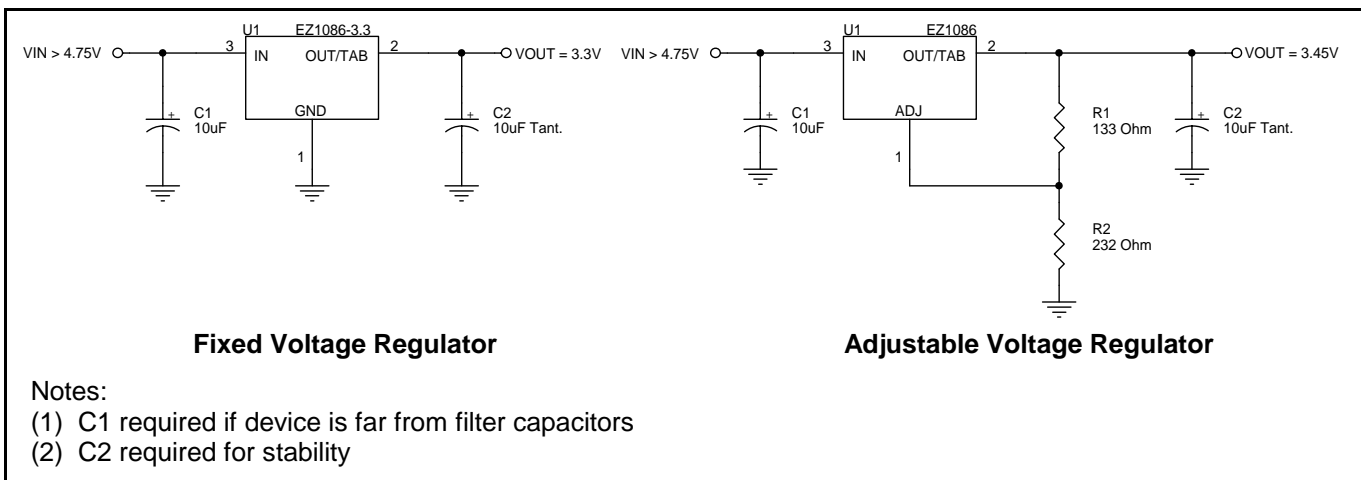 U1 EZ1086-3.3
VIN > 4.75V 3 IN OUT/TAB 2 VOUT = 3.3V
C1
10uF
GND
C2
10uF Tant.
1
Fixed Voltage Regulator
U1 EZ1086
VIN > 4.75V 3 IN OUT/TAB 2 VOUT = 3.45V
C1
10uF
ADJ
R1
133 Ohm
C2
10uF Tant.
1
R2
232 Ohm
Adjustable Voltage Regulator
Notes:
(1) C1 required if device is far from filter capacitors
(2) C2 required for stability